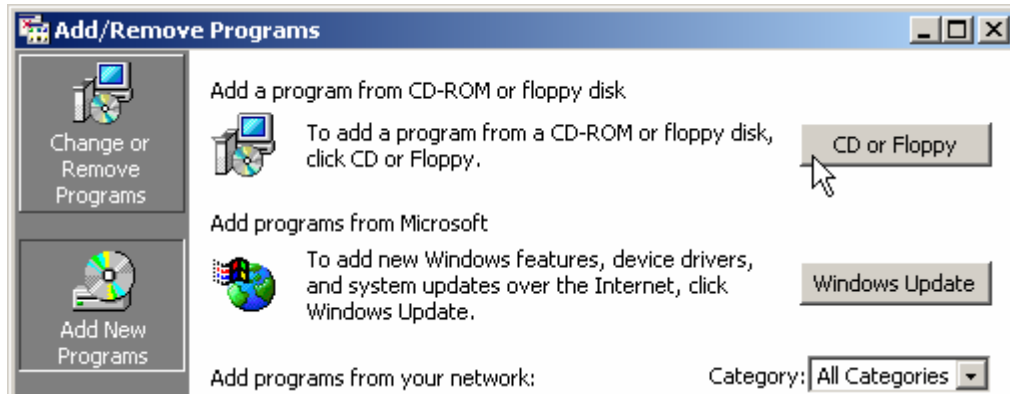 Add/Remove Programs
Change or
Remove
Programs
Add New
Programs
Add a program from CD-ROM or floppy disk
To add a program from a CD-ROM or floppy disk,
click CD or Floppy.
CD or Floppy
Add programs from Microsoft
To add new Windows features, device drivers,
and system updates over the Internet, click
Windows Update.
Windows Update
Add programs from your network:
Category: All Categories